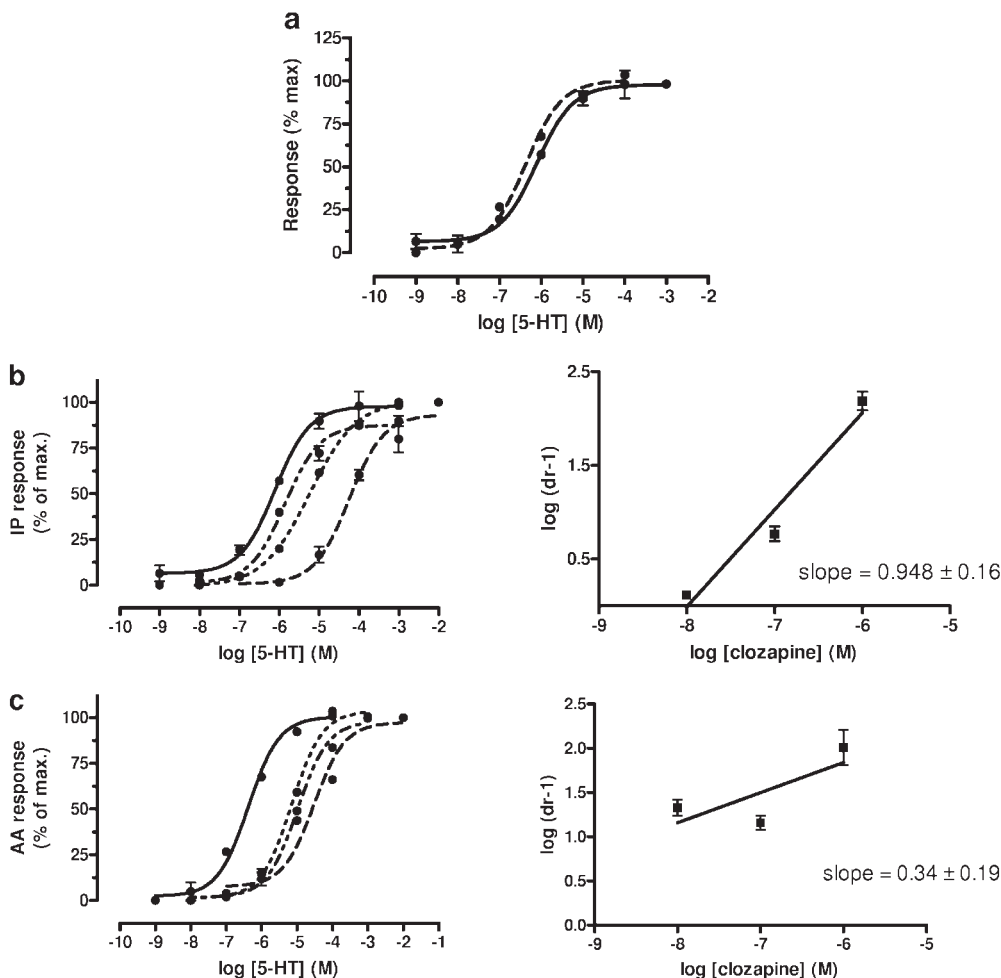 a
Response (% max)
125
100
75
50
25
0
-10 -9 -8 -7 -6 -5 -4 -3 -2
log [5-HT] (M)
b
IP response
(% of max.)
100
75
50
25
0
-10 -9 -8 -7 -6 -5 -4 -3 -2
log [5-HT] (M)
log (dr-1)
2.5
1.5
0.5
slope = 0.948 ± 0.16
-9 -8 -7 -6 -5
log [clozapine] (M)
c
AA response
(% of max.)
100
75
50
25
0
-10 -9 -8 -7 -6 -5 -4 -3 -2 -1
log [5-HT] (M)
log (dr-1)
2.5
2.0
1.5
1.0
0.5
0.0
slope = 0.34 ± 0.19
-9 -8 -7 -6 -5
log [clozapine] (M)